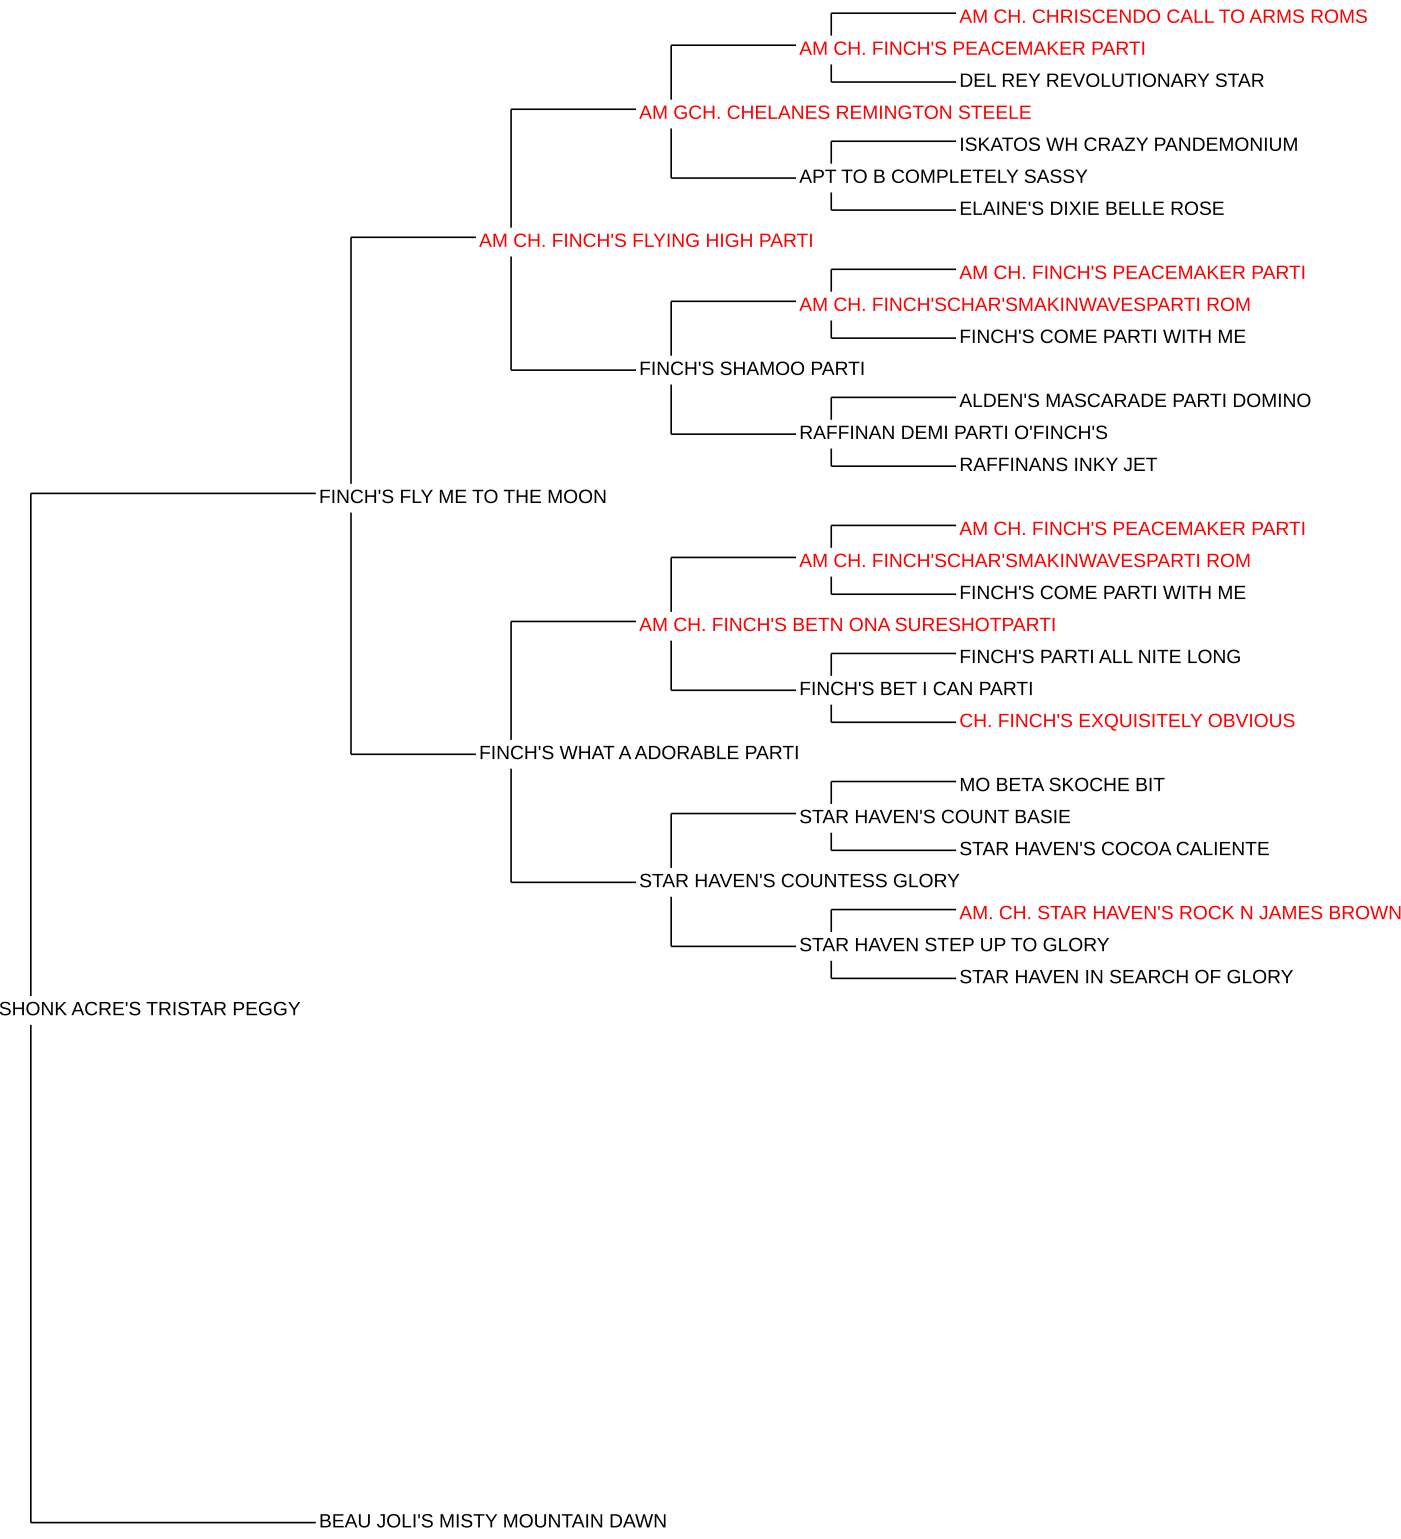 AM CH. CHRISCENDO CALL TO ARMS ROMS
AM CH. FINCH'S PEACEMAKER PARTI
DEL REY REVOLUTIONARY STAR
AM GCH. CHELANES REMINGTON STEELE
ISKATOS WH CRAZY PANDEMONIUM
APT TO B COMPLETELY SASSY
ELAINE'S DIXIE BELLE ROSE
AM CH. FINCH'S FLYING HIGH PARTI
AM CH. FINCH'S PEACEMAKER PARTI
AM CH. FINCH'SCHAR'SMAKINWAVESPARTI ROM
FINCH'S COME PARTI WITH ME
FINCH'S SHAMOO PARTI
ALDEN'S MASCARADE PARTI DOMINO
RAFFINAN DEMI PARTI O'FINCH'S
RAFFINANS INKY JET
FINCH'S FLY ME TO THE MOON
AM CH. FINCH'S PEACEMAKER PARTI
AM CH. FINCH'SCHAR'SMAKINWAVESPARTI ROM
FINCH'S COME PARTI WITH ME
AM CH. FINCH'S BETN ONA SURESHOTPARTI
FINCH'S PARTI ALL NITE LONG
FINCH'S BET I CAN PARTI
CH. FINCH'S EXQUISITELY OBVIOUS
FINCH'S WHAT A ADORABLE PARTI
MO BETA SKOCHE BIT
STAR HAVEN'S COUNT BASIE
STAR HAVEN'S COCOA CALIENTE
STAR HAVEN'S COUNTESS GLORY
AM. CH. STAR HAVEN'S ROCK N JAMES BROWN
STAR HAVEN STEP UP TO GLORY
STAR HAVEN IN SEARCH OF GLORY
SHONK ACRE'S TRISTAR PEGGY
BEAU JOLI'S MISTY MOUNTAIN DAWN